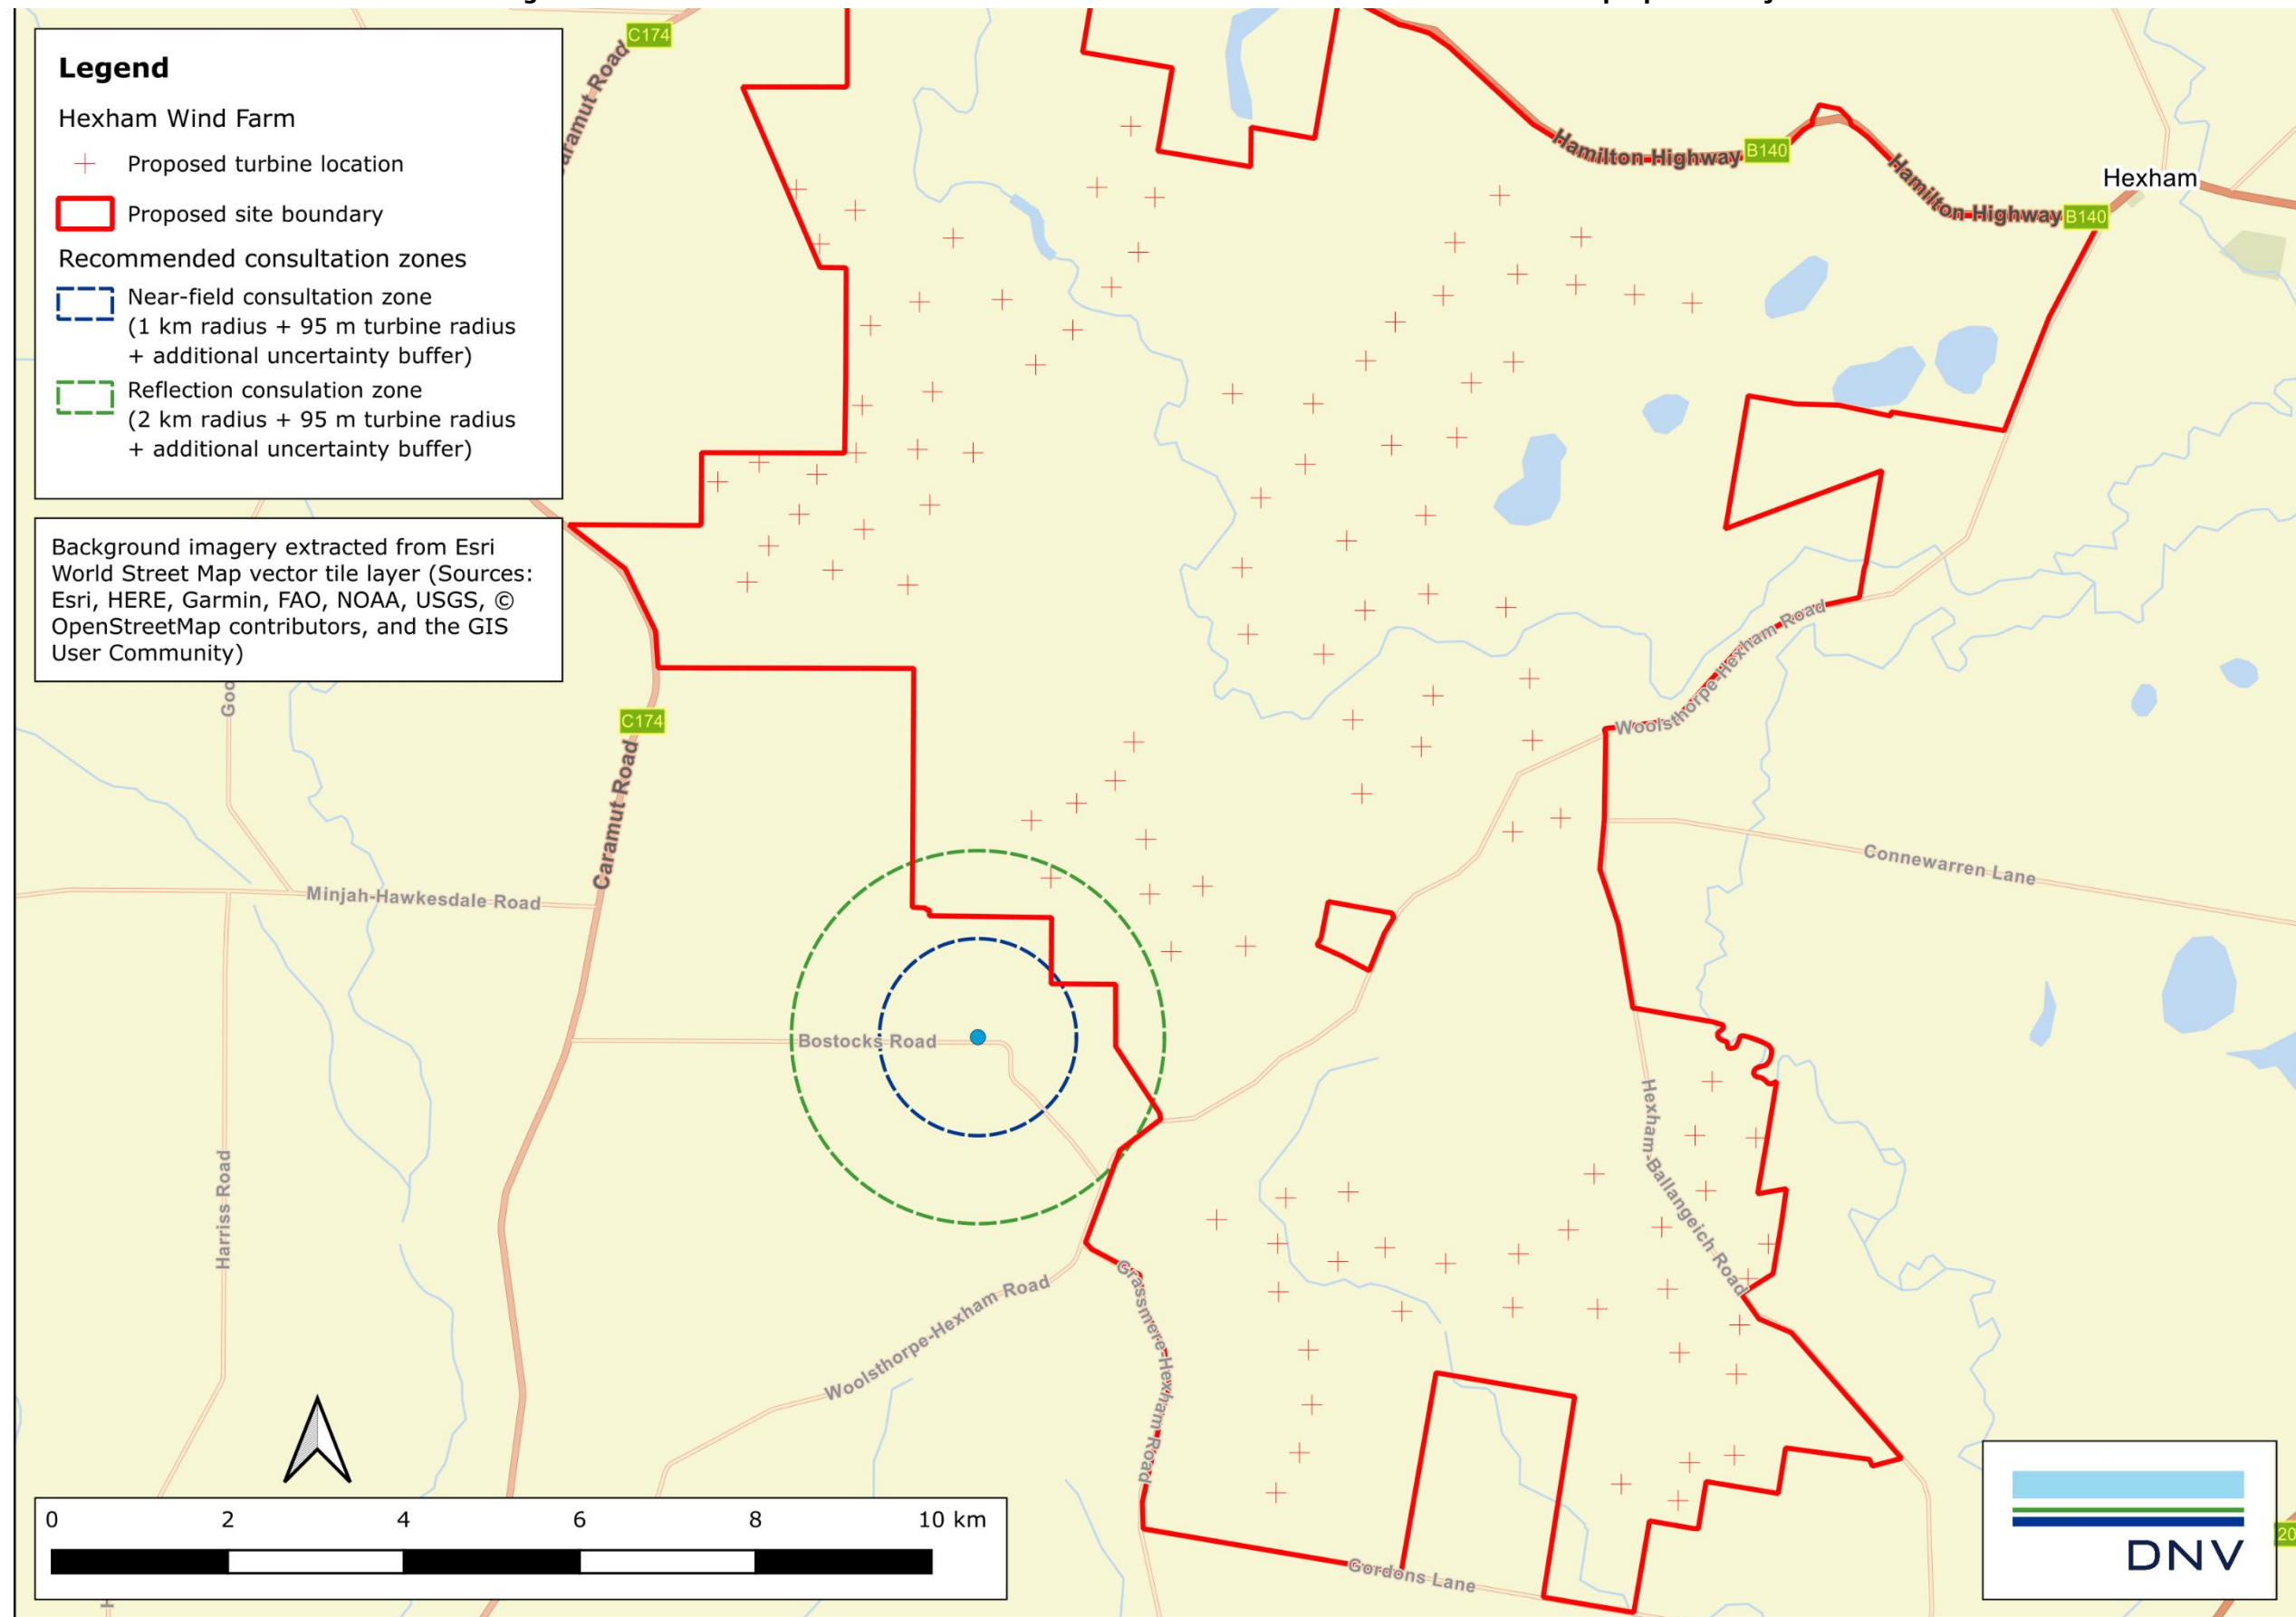 C174
Legend
Hexham Wind Farm
Proposed turbine location
Proposed site boundary
Recommended consultation zones
Near-field consultation zone
(1 km radius + 95 m turbine radius
+ additional uncertainty buffer)
Reflection consulation zone
(2 km radius + 95 m turbine radius
+ additional uncertainty buffer)
Background imagery extracted from Esri
World Street Map vector tile layer (Sources:
Esri, HERE, Garmin, FAO, NOAA, USGS, ©
OpenStreetMap contributors, and the GIS
User Community)
Hamilton Highway
B140
Hamilton Highway
B140
Hexham
Woolsthorpe-Hexham Road
C174
Caramut Road
Minjah-Hawkesdale Road
Connewarren Lane
Bostocks Road
Harriss Road
Hexham-Ballangeich Road
Woolsthorpe-Hexham Road
Grassmere-Hexham Road
Gordons Lane
0 2 4 6 8 10 km
DNV